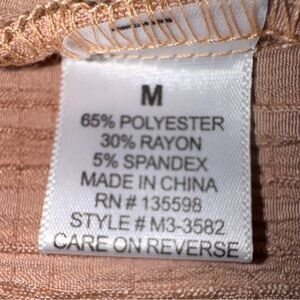 M
65% POLYESTER
30% RAYON
5% SPANDEX
MADE IN CHINA
RN # 135598
STYLE # M3-3582
CARE ON REVERSE